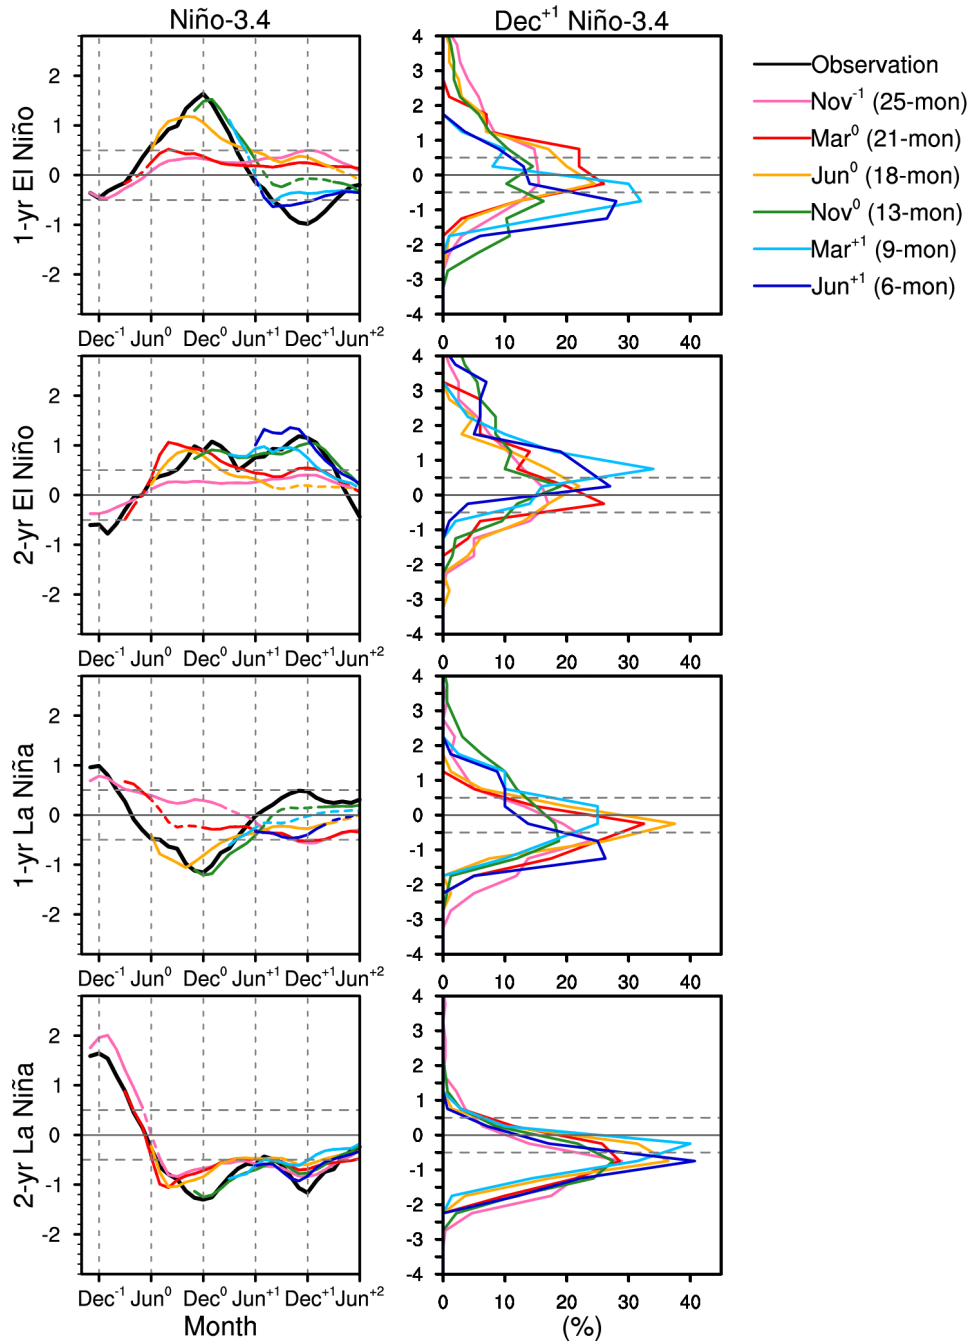 Niño-3.4
Dec+1 Niño-3.4
1-yr El Niño
2
1
0
-1
-2
Dec-1 Jun0 Dec0 Jun+1 Dec+1 Jun+2
4
3
2
1
0
-1
-2
-3
-4
0 10 20 30 40
Observation
Nov-1 (25-mon)
Mar0 (21-mon)
Jun0 (18-mon)
Nov0 (13-mon)
Mar+1 (9-mon)
Jun+1 (6-mon)
2-yr El Niño
2
1
0
-1
-2
Dec-1 Jun0 Dec0 Jun+1 Dec+1 Jun+2
4
3
2
1
0
-1
-2
-3
-4
0 10 20 30 40
1-yr La Niña
2
1
0
-1
-2
Dec-1 Jun0 Dec0 Jun+1 Dec+1 Jun+2
4
3
2
1
0
-1
-2
-3
-4
0 10 20 30 40
2-yr La Niña
2
1
0
-1
-2
Dec-1 Jun0 Dec0 Jun+1 Dec+1 Jun+2
Month
4
3
2
1
0
-1
-2
-3
-4
0 10 20 30 40
(%)